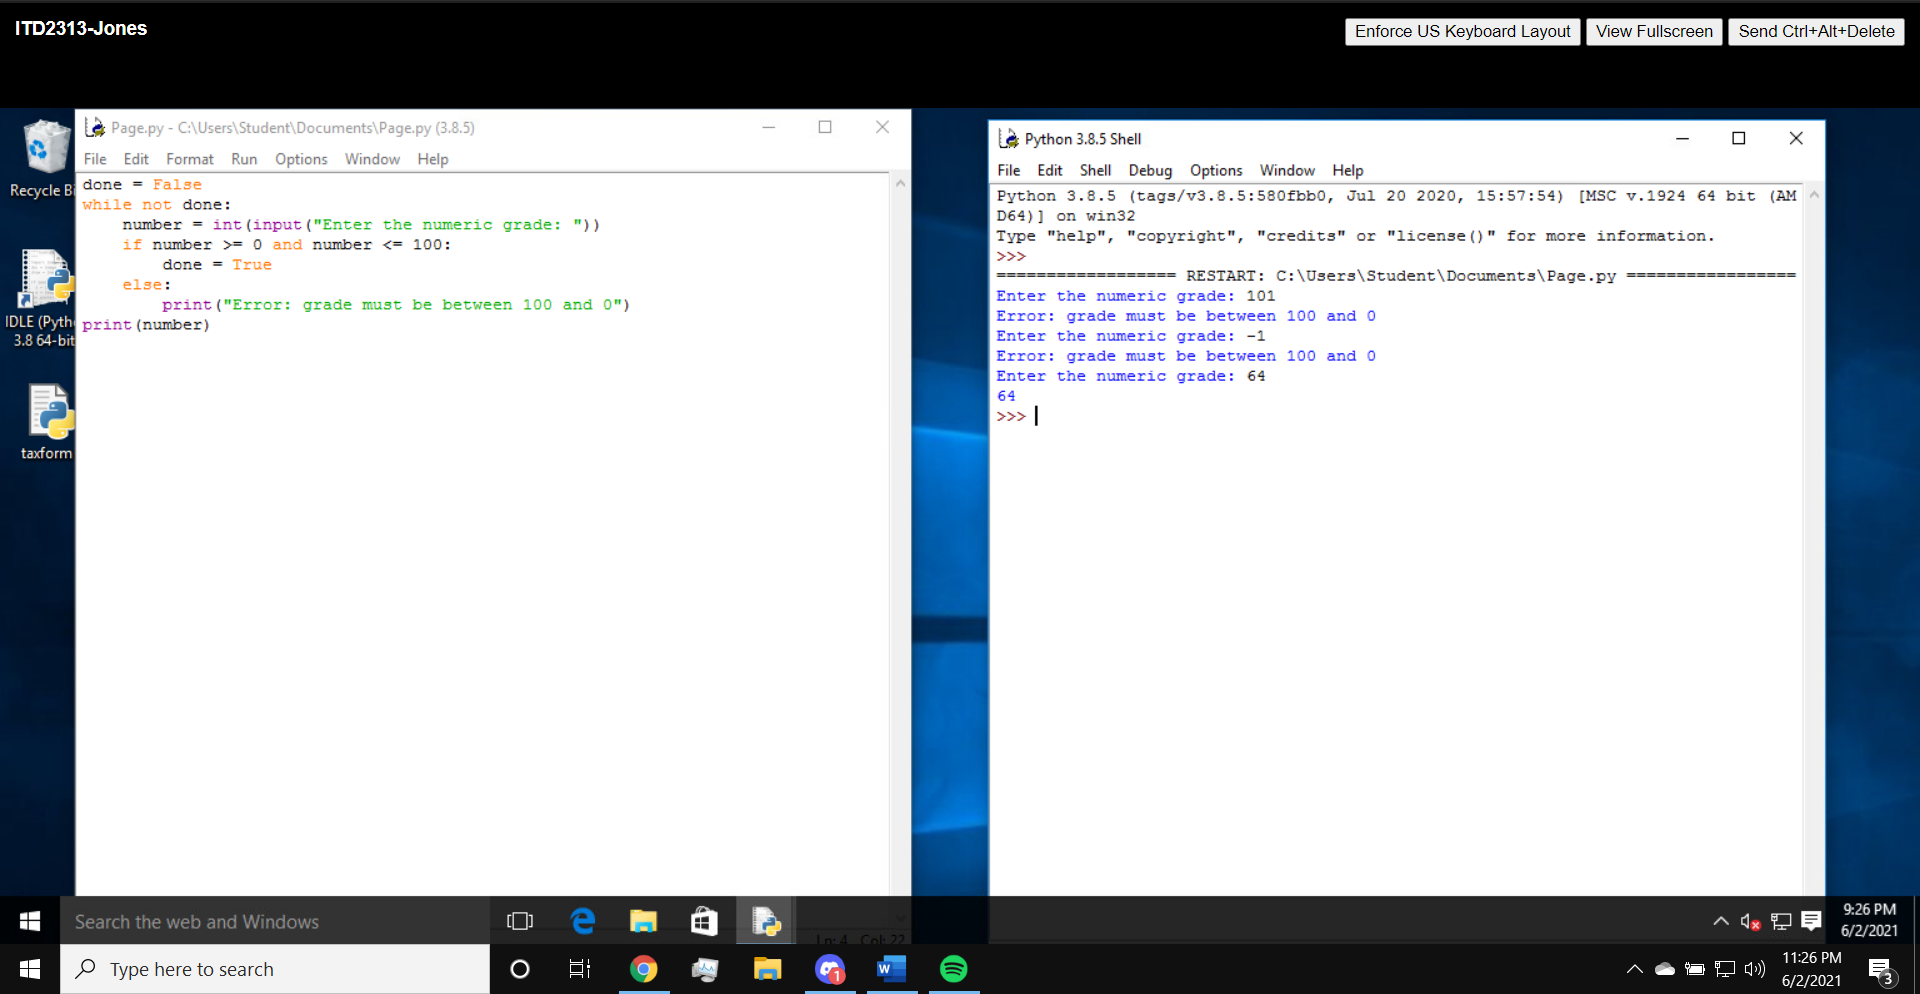 ITD2313-Jones
Enforce US Keyboard Layout
View Fullscreen
Send Ctrl+Alt+Delete
Recycle Bi
IDLE (Pyth
3.8 64-bit
taxform
Page.py - C:\Users\Student\Documents\Page.py (3.8.5)
File Edit Format Run Options Window Help
done = False
while not done:
    number = int(input("Enter the numeric grade: "))
    if number >= 0 and number <= 100:
        done = True
    else:
        print("Error: grade must be between 100 and 0")
print(number)
Ln: 4 Col: 22
Python 3.8.5 Shell
File Edit Shell Debug Options Window Help
Python 3.8.5 (tags/v3.8.5:580fbb0, Jul 20 2020, 15:57:54) [MSC v.1924 64 bit (AM
D64)] on win32
Type "help", "copyright", "credits" or "license()" for more information.
>>>
================== RESTART: C:\Users\Student\Documents\Page.py =================
Enter the numeric grade: 101
Error: grade must be between 100 and 0
Enter the numeric grade: -1
Error: grade must be between 100 and 0
Enter the numeric grade: 64
64
>>>
Search the web and Windows
9:26 PM
6/2/2021
Type here to search
1
W
11:26 PM
6/2/2021
3